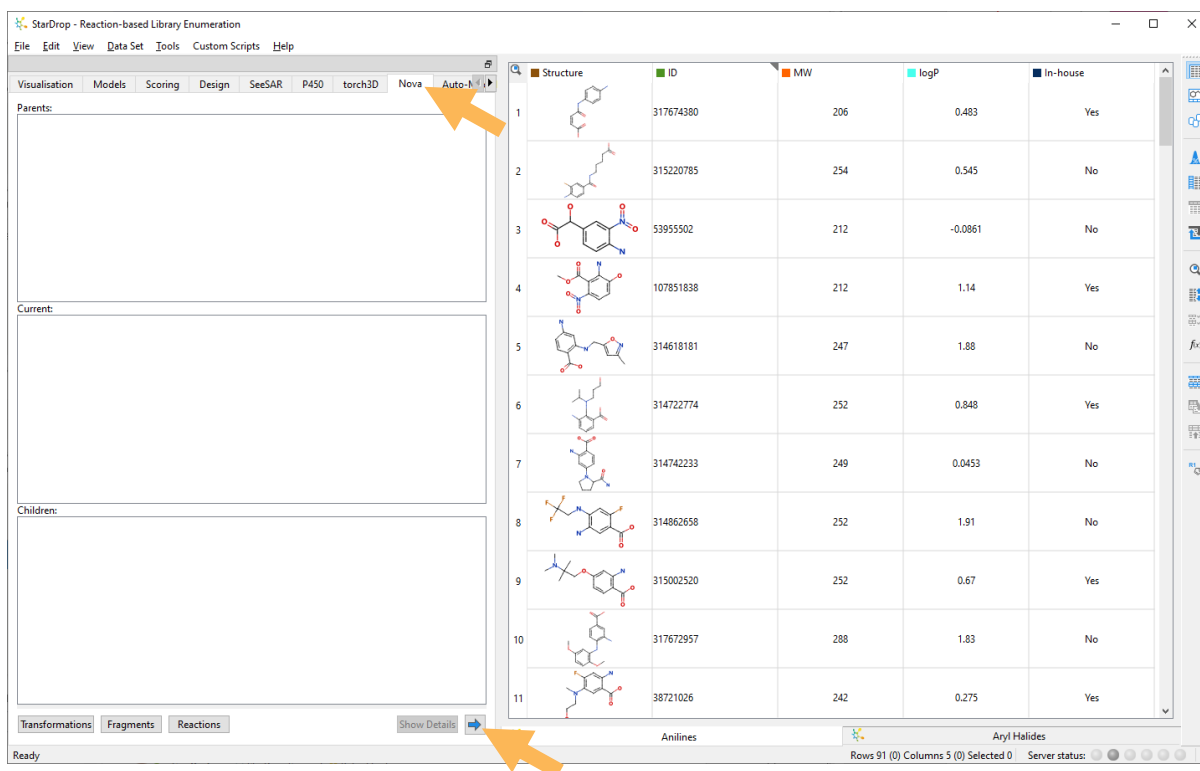 StarDrop - Reaction-based Library Enumeration
File Edit View Data Set Tools Custom Scripts Help
Visualisation Models Scoring Design SeeSAR P450 torch3D Nova
Parents:
Current:
Children:
Transformations Fragments Reactions Show Details
Structure ID MW logP In-house
1 317674380 206 0.483 Yes
2 315220785 254 0.545 No
3 53955502 212 -0.0861 No
4 107851838 212 1.14 Yes
5 314618181 247 1.88 No
6 314722774 252 0.848 Yes
7 314742233 249 0.0453 No
8 314862658 252 1.91 No
9 315002520 252 0.67 Yes
10 317672957 288 1.83 No
11 38721026 242 0.275 Yes
Anilines Aryl Halides
Ready Rows 91 (0) Columns 5 (0) Selected 0 Server status: